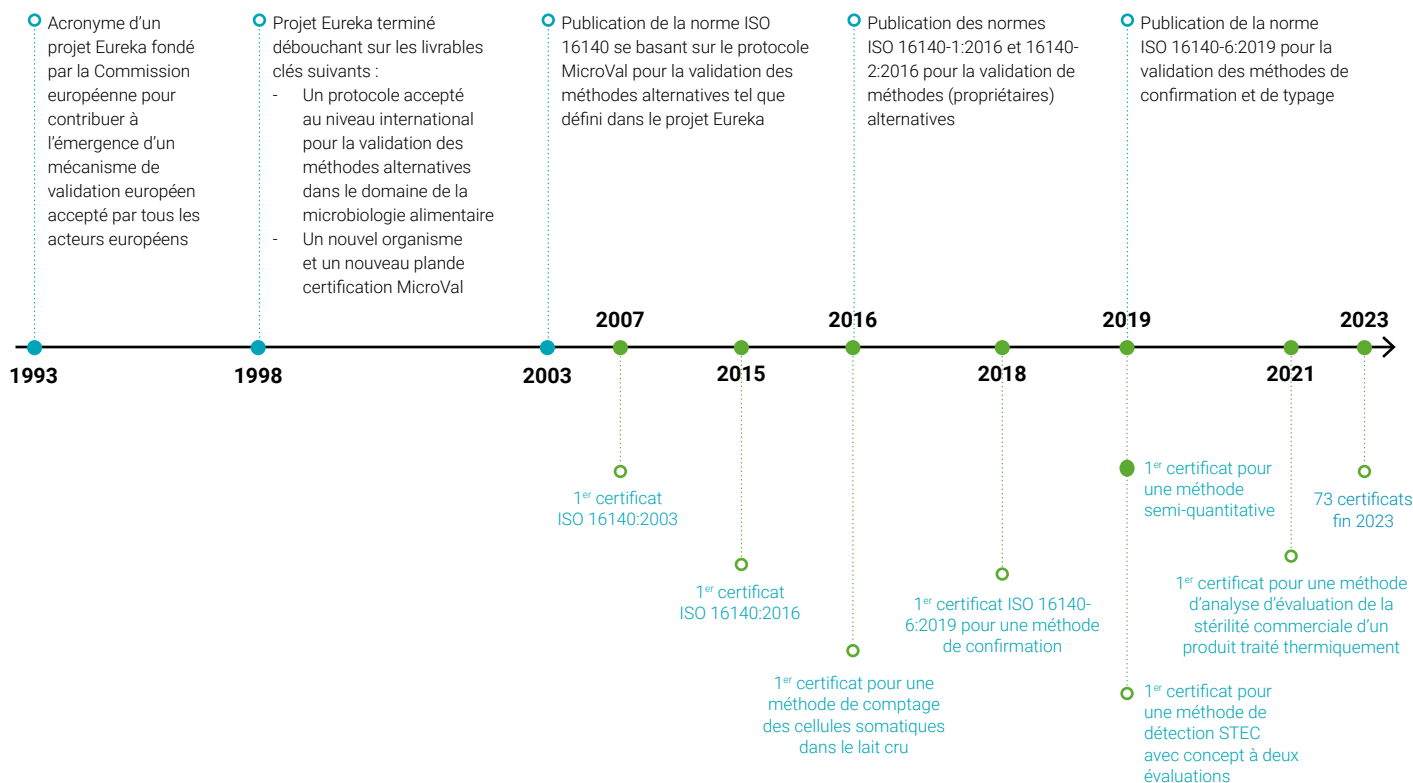 Acronyme d'un
projet Eureka fondé
par la Commission
européenne pour
contribuer à
l'émergence d'un
mécanisme de
validation européen
accepté par tous les
acteurs européens
Projet Eureka terminé
débouchant sur les livrables
clés suivants :
- Un protocole accepté
au niveau international
pour la validation des
méthodes alternatives
dans le domaine de la
microbiologie alimentaire
- Un nouvel organisme
et un nouveau plande
certification MicroVal
Publication de la norme ISO
16140 se basant sur le protocole
MicroVal pour la validation des
méthodes alternatives tel que
défini dans le projet Eureka
Publication des normes
ISO 16140-1:2016 et 16140-
2:2016 pour la validation de
méthodes (propriétaires)
alternatives
Publication de la norme
ISO 16140-6:2019 pour la
validation des méthodes de
confirmation et de typage
2007
2016
2019
2023
1993
1998
2003
2015
2018
2021
1er certificat
ISO 16140:2003
1er certificat
ISO 16140:2016
1er certificat pour une
méthode de comptage
des cellules somatiques
dans le lait cru
1er certificat ISO 16140-
6:2019 pour une méthode
de confirmation
1er certificat pour
une méthode
semi-quantitative
1er certificat pour
une méthode de
détection STEC
avec concept à deux
évaluations
1er certificat pour une méthode
d'analyse d'évaluation de la
stérilité commerciale d'un
produit traité thermiquement
73 certificats
fin 2023